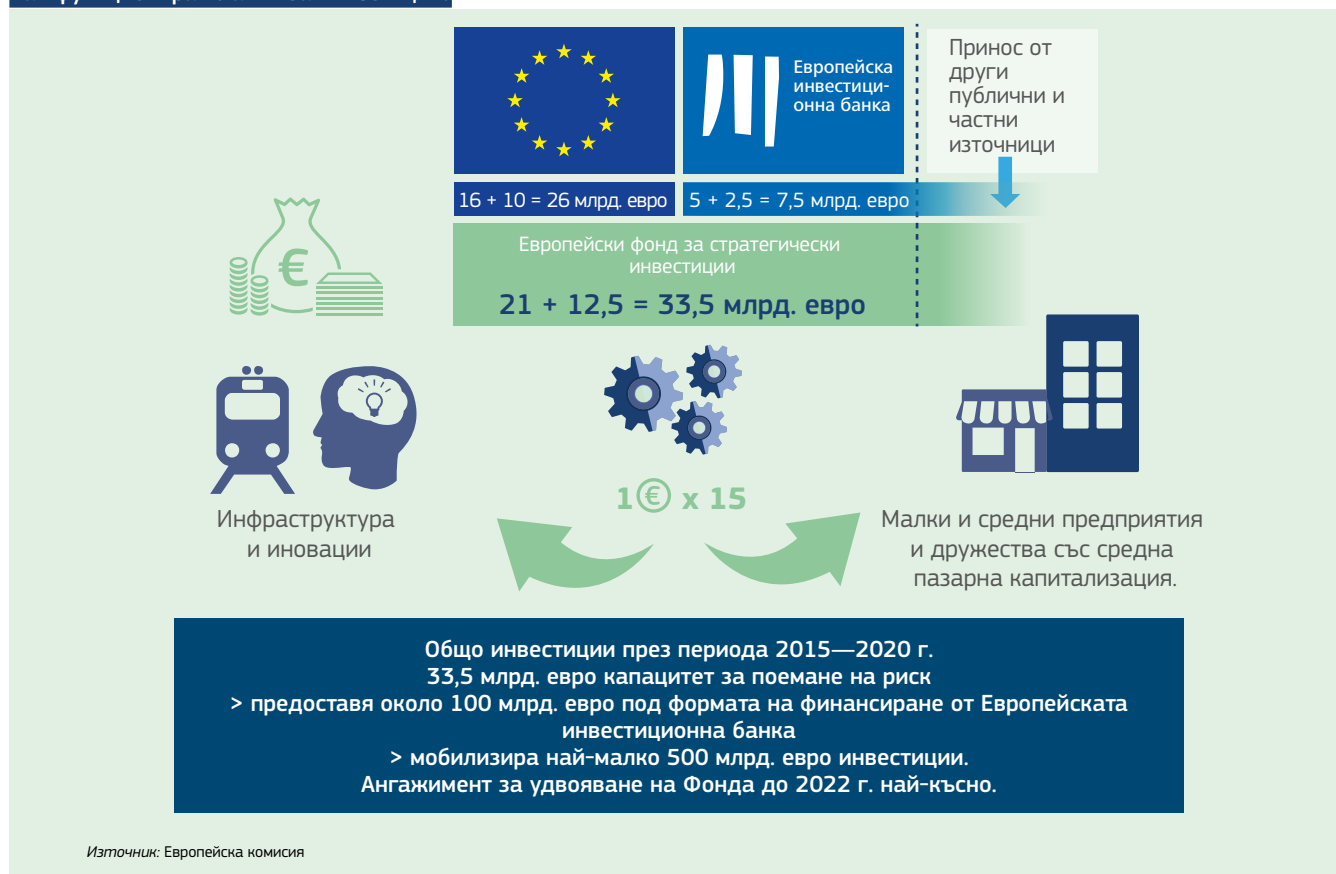 Европейска
инвестици-
онна банка
Принос от
други
публични и
частни
източници
16 + 10 = 26 млрд. евро
5 + 2,5 = 7,5 млрд. евро
Европейски фонд за стратегически
инвестиции
21 + 12,5 = 33,5 млрд. евро
€
1€ x 15
Инфраструктура
и иновации
Малки и средни предприятия
и дружества със средна
пазарна капитализация.
Общо инвестиции през периода 2015—2020 г.
33,5 млрд. евро капацитет за поемане на риск
> предоставя около 100 млрд. евро под формата на финансиране от Европейската
инвестиционна банка
> мобилизира най-малко 500 млрд. евро инвестиции.
Ангажимент за удвояване на Фонда до 2022 г. най-късно.
Източник: Европейска комисия